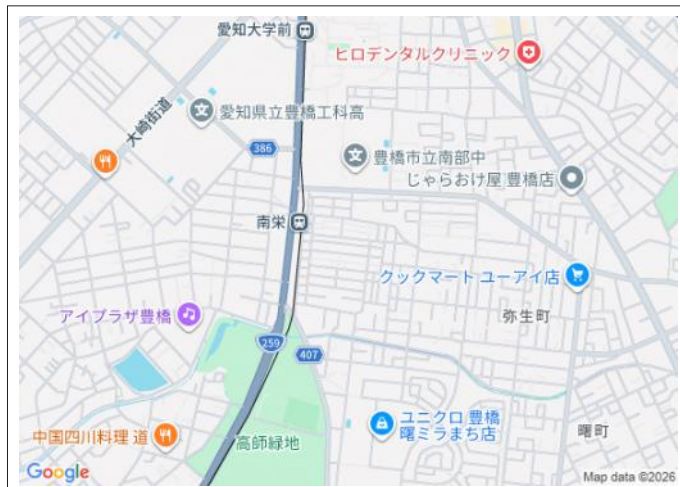 愛知大学前
ヒロデンタルクリニック
大崎街道
愛知県立豊橋工科高
386
豊橋市立南部中
じゃらおけ屋 豊橋店
南栄
クックマート ユーアイ店
アイプラザ豊橋
弥生町
259
407
ユニクロ 豊橋
曙ミラまち店
中国四川料理 道
高師緑地
曙町
Google
Map data ©2026